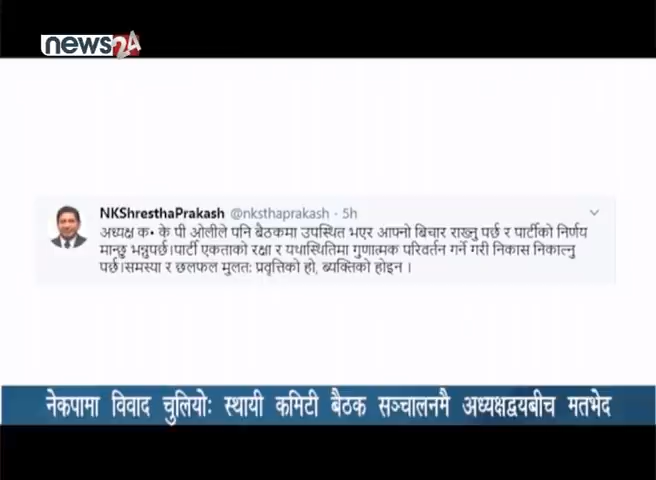 news24
NKShresthaPrakash @nksthaprakash · 5h
अध्यक्ष क॰ के पी ओलीले पनि बैठकमा उपस्थित भएर आफ्नो बिचार राख्नु पर्छ र पार्टीको निर्णय
मान्छु भन्नुपर्छ।पार्टी एकताको रक्षा र यथास्थितिमा गुणात्मक परिवर्तन गर्ने गरी निकास निकाल्नु
पर्छ।समस्या र छलफल मुलतः प्रवृत्तिको हो, ब्यक्तिको होइन ।
नेकपामा विवाद चुलियोः स्थायी कमिटी बैठक सञ्चालनमै अध्यक्षद्वयबीच मतभेद